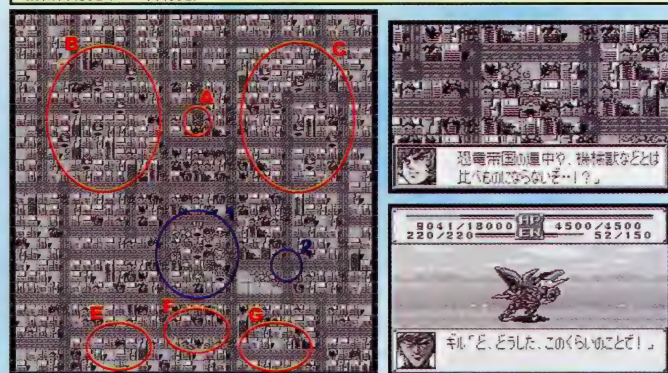 B
C
A
1
2
E
F
G
恐竜帝国の連中や、機械獣などとは
比べものにならないぞ‥!?」
9041/18000 HP 4500/4500
220/220 EN 52/150
ギル「ど、どうした、このくらいのことで!」